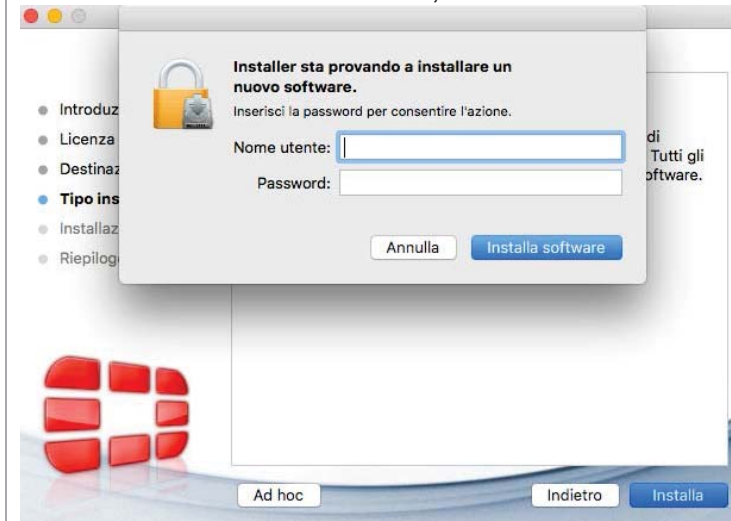 Installer sta provando a installare un
nuovo software.
Inserisci la password per consentire l'azione.
Nome utente:
Password:
Annulla
Installa software
Introduz
Licenza
Destinaz
Tipo ins
Installaz
Riepilog
di
Tutti gli
oftware.
Ad hoc
Indietro
Installa